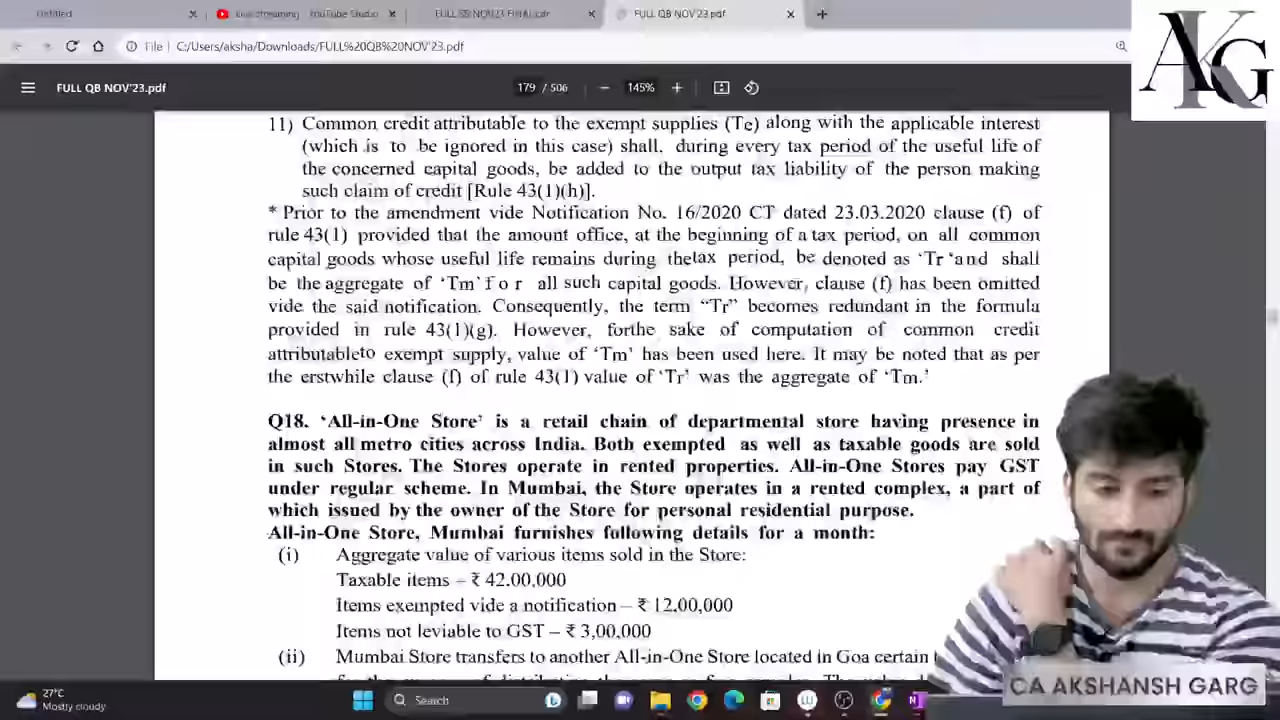 Untitled
YouTube Studio
FULL QB NOV'23.pdf
File
C:/Users/aksha/Downloads/FULL%20QB%20NOV'23.pdf
AKG
FULL QB NOV'23.pdf
179 / 506
145%
11) Common credit attributable to the exempt supplies (Te) along with the applicable interest
(which is to be ignored in this case) shall. during every tax period of the useful life of
the concerned capital goods, be added to the output tax liability of the person making
such claim of credit [Rule 43(1)(h)].
* Prior to the amendment vide Notification No. 16/2020 CT dated 23.03.2020 clause (f) of
rule 43(1) provided that the amount office, at the beginning of a tax period, on all common
capital goods whose useful life remains during thetax period, be denoted as ‘Tr ‘and shall
be the aggregate of ‘Tm’ f o r all such capital goods. However, clause (f) has been omitted
vide the said notification. Consequently, the term “Tr” becomes redundant in the formula
provided in rule 43(1)(g). However, forthe sake of computation of common credit
attributableto exempt supply, value of ‘Tm’ has been used here. It may be noted that as per
the erstwhile clause (f) of rule 43(1) value of ‘Tr’ was the aggregate of ‘Tm.’
Q18. ‘All-in-One Store’ is a retail chain of departmental store having presence in
almost all metro cities across India. Both exempted as well as taxable goods are sold
in such Stores. The Stores operate in rented properties. All-in-One Stores pay GST
under regular scheme. In Mumbai, the Store operates in a rented complex, a part of
which issued by the owner of the Store for personal residential purpose.
All-in-One Store, Mumbai furnishes following details for a month:
(i) Aggregate value of various items sold in the Store:
Taxable items – ₹ 42,00,000
Items exempted vide a notification – ₹ 12,00,000
Items not leviable to GST – ₹ 3,00,000
(ii) Mumbai Store transfers to another All-in-One Store located in Goa certain
CA AKSHANSH GARG
27°C
Mostly cloudy
Search